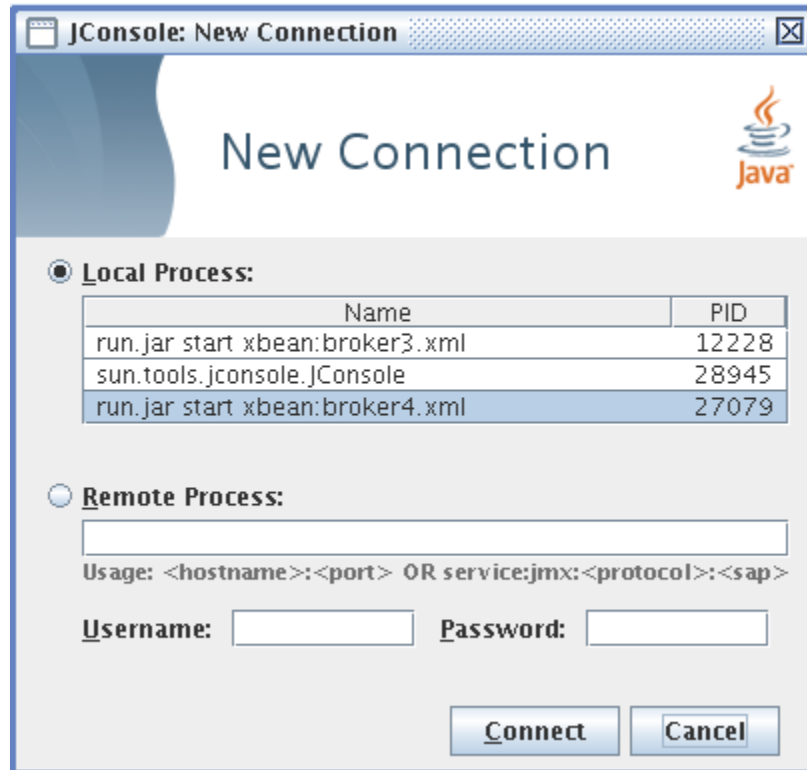 JConsole: New Connection
New Connection
Java
Local Process:
Name PID
run.jar start xbean:broker3.xml 12228
sun.tools.jconsole.JConsole 28945
run.jar start xbean:broker4.xml 27079
Remote Process:
Usage: <hostname>:<port> OR service:jmx:<protocol>:<sap>
Username: Password:
Connect Cancel